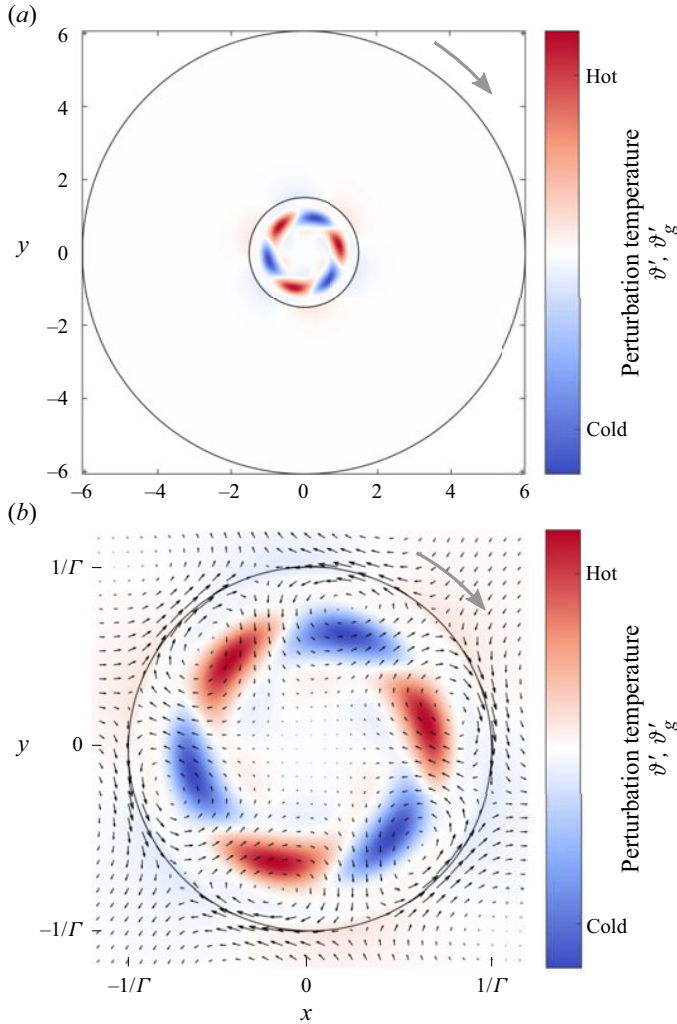 (a)
6
4
2
0
−2
−4
−6
y
−6 −4 −2 0 2 4 6
Hot
Cold
Perturbation temperature
ϑ′, ϑ′g
(b)
1/Γ
0
−1/Γ
y
−1/Γ 0 1/Γ
x
Hot
Cold
Perturbation temperature
ϑ′, ϑ′g